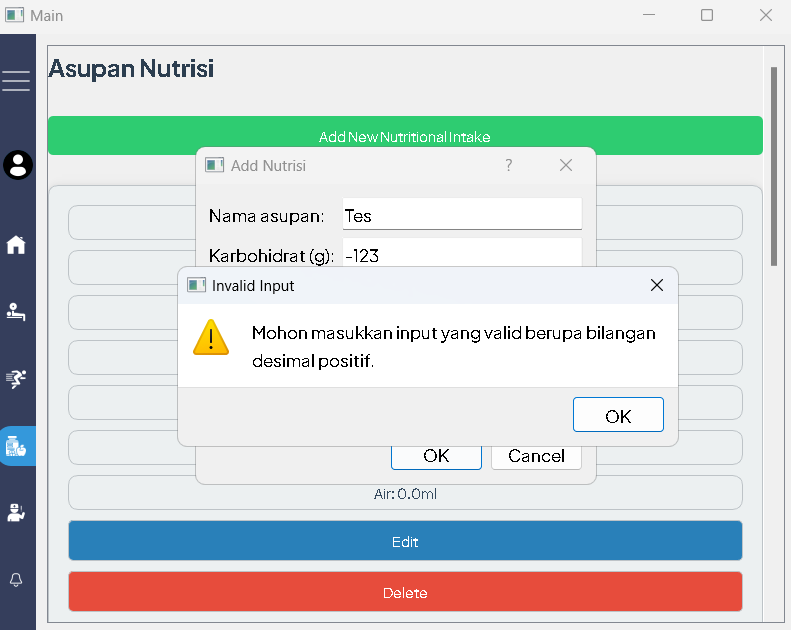 Main
Asupan Nutrisi
Add New Nutritional Intake
Add Nutrisi
?
Nama asupan: Tes
Karbohidrat (g): -123
Invalid Input
Mohon masukkan input yang valid berupa bilangan
desimal positif.
OK
OK Cancel
Air: 0.0ml
Edit
Delete